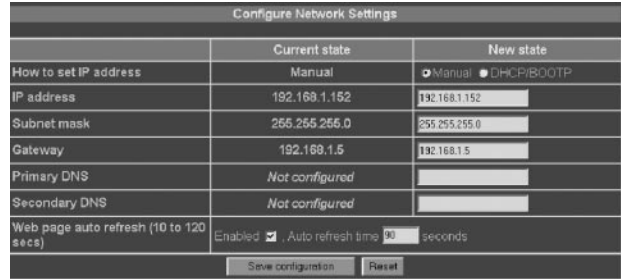 Configure Network Settings
Current state New state
How to set IP address Manual Manual DHCP/BOOTP
IP address 192.168.1.152 192.168.1.152
Subnet mask 255.255.255.0 255.255.255.0
Gateway 192.168.1.5 192.168.1.5
Primary DNS Not configured
Secondary DNS Not configured
Web page auto refresh (10 to 120
secs) Enabled , Auto refresh time 90 seconds
Save configuration Reset